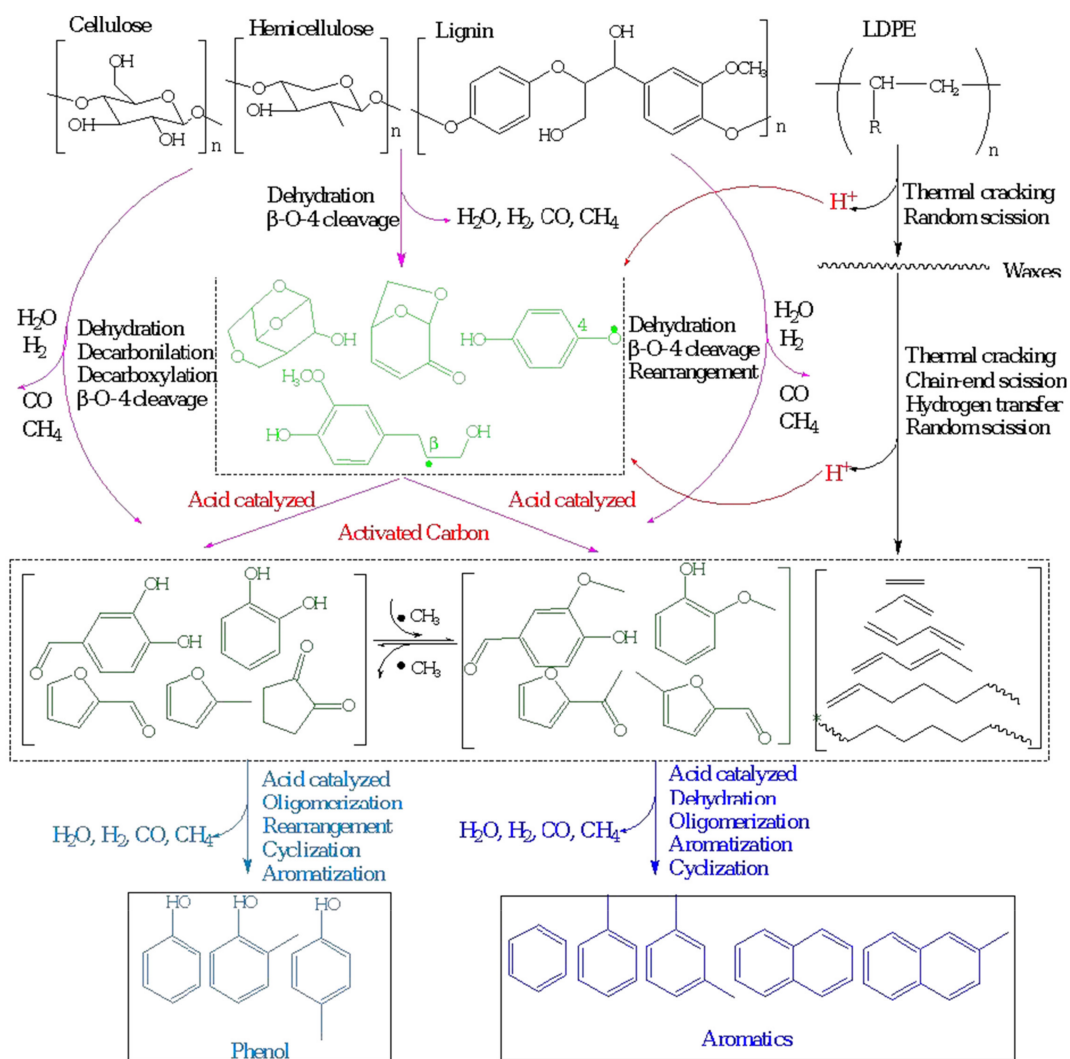 Cellulose
Hemicellulose
Lignin
LDPE
OH
O
O
O
HO
OH
n
O
O
HO
O
n
OH
O
OCH₃
HO
O
O
n
CH
CH₂
R
n
Dehydration
β-O-4 cleavage
H₂O, H₂, CO, CH₄
H⁺
Thermal cracking
Random scission
Waxes
H₂O
H₂
CO
CH₄
Dehydration
Decarbonilation
Decarboxylation
β-O-4 cleavage
O
O
O
OH
O
O
O
HO
4
O
H₃C
O
HO
β
OH
Dehydration
β-O-4 cleavage
Rearrangement
H₂O
H₂
CO
CH₄
Thermal cracking
Chain-end scission
Hydrogen transfer
Random scission
H⁺
Acid catalyzed
Acid catalyzed
Activated Carbon
OH
OH
O
OH
OH
O
O
O
O
O
CH₃
CH₃
O
OH
O
OH
O
O
O
O
O
*
Acid catalyzed
Oligomerization
Rearrangement
Cyclization
Aromatization
H₂O, H₂, CO, CH₄
Acid catalyzed
Dehydration
Oligomerization
Aromatization
Cyclization
H₂O, H₂, CO, CH₄
HO
HO
HO
Phenol
Aromatics